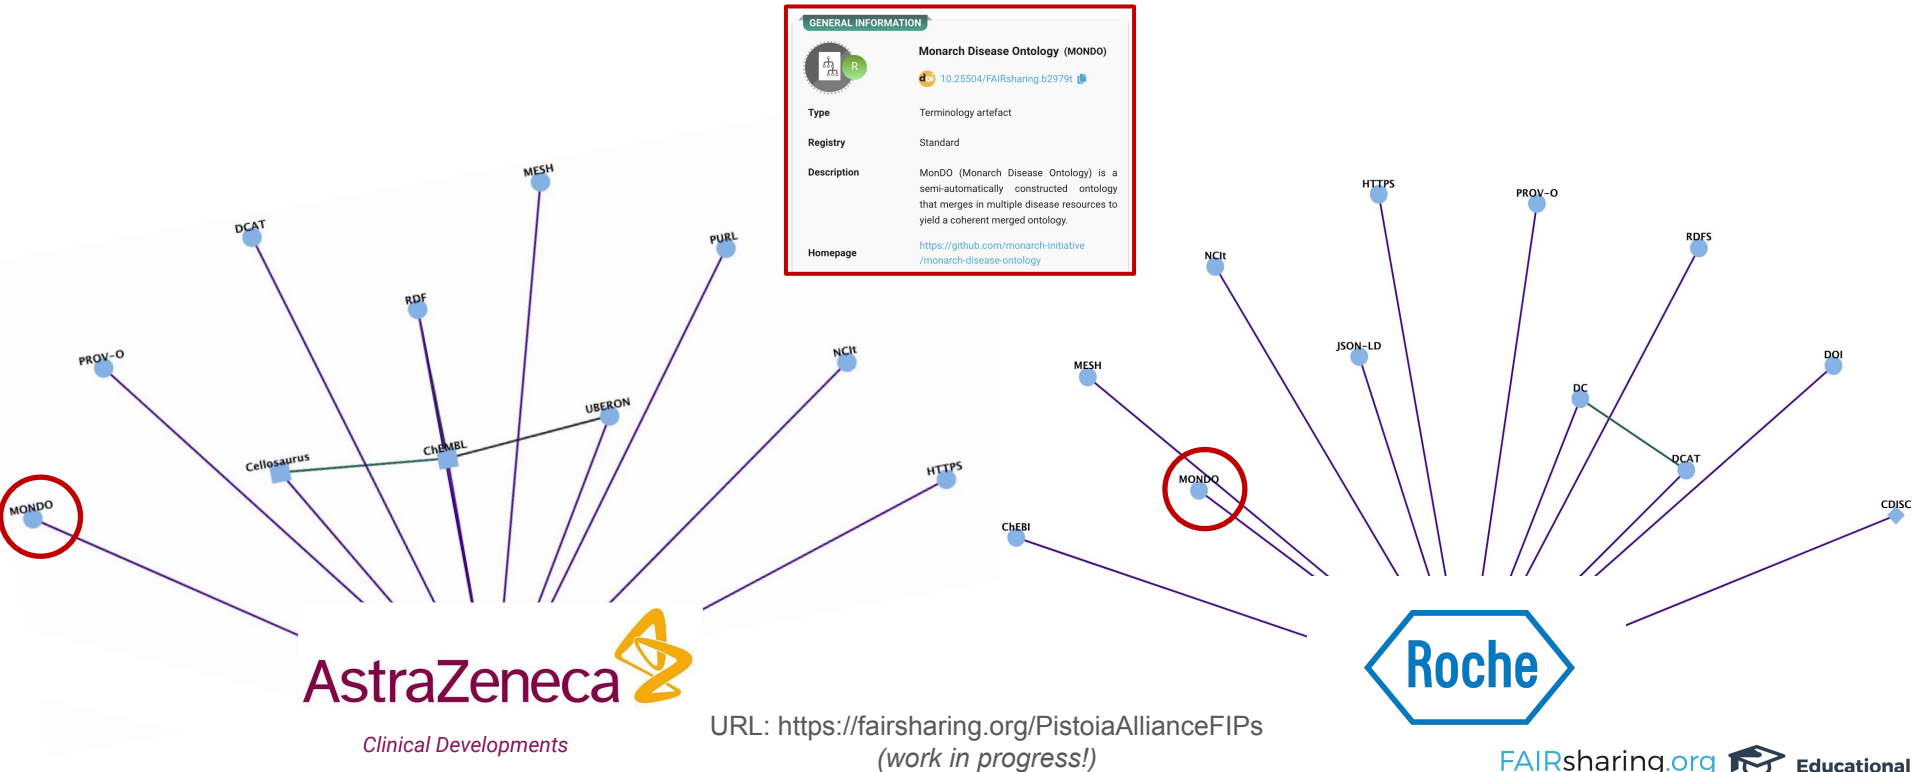 GENERAL INFORMATION
Monarch Disease Ontology (MONDO)
R
doi 10.25504/FAIRsharing.b2979t
Type Terminology artefact
Registry Standard
Description MonDO (Monarch Disease Ontology) is a
semi-automatically constructed ontology
that merges in multiple disease resources to
yield a coherent merged ontology.
Homepage https://github.com/monarch-initiative
/monarch-disease-ontology
MESH
DCAT
PURL
RDF
PROV-O
NCIt
UBERON
ChEMBL
Cellosaurus
HTTPS
MONDO
AstraZeneca
Clinical Developments
HTTPS
PROV-O
RDFS
NCIt
JSON-LD
DOI
MESH
DC
DCAT
MONDO
CDISC
ChEBI
Roche
URL: https://fairsharing.org/PistoiaAllianceFIPs
(work in progress!)
FAIRsharing.org Educational